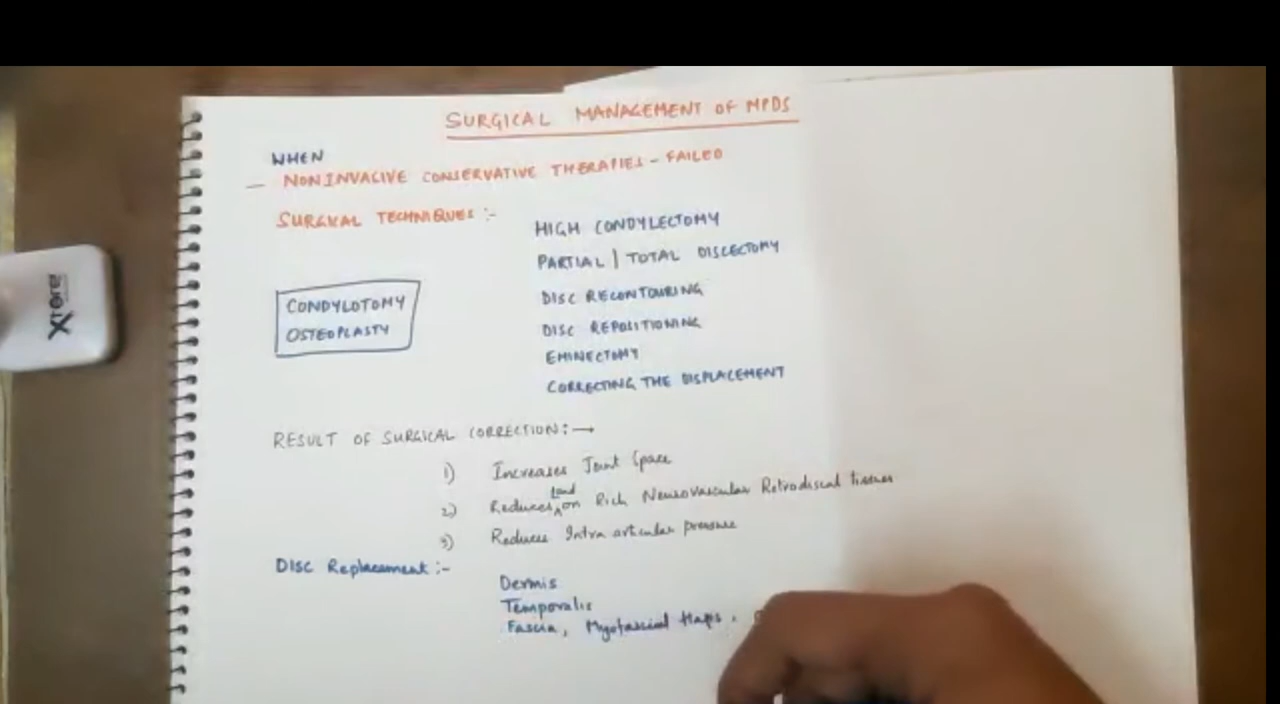 SURGICAL MANAGEMENT OF MPDS
WHEN
- NONINVACIVE CONSERVATIVE THERAPIES - FAILED
SURGICAL TECHNIQUES :-
HIGH CONDYLECTOMY
PARTIAL | TOTAL DISCECTOMY
CONDYLOTOMY
OSTEOPLASTY
DISC RECONTOURING
DISC REPOSITIONING
EMINECTOMY
CORRECTING THE DISPLACEMENT
RESULT OF SURGICAL CORRECTION: →
1) Increases Joint Space
2) Reduces load on Rich Neurovascular Retrodiscal tissues
3) Reduces Intra articular pressure
DISC Replacement :-
Dermis
Temporalis
Fascia, Myofascial flaps,
Xtore